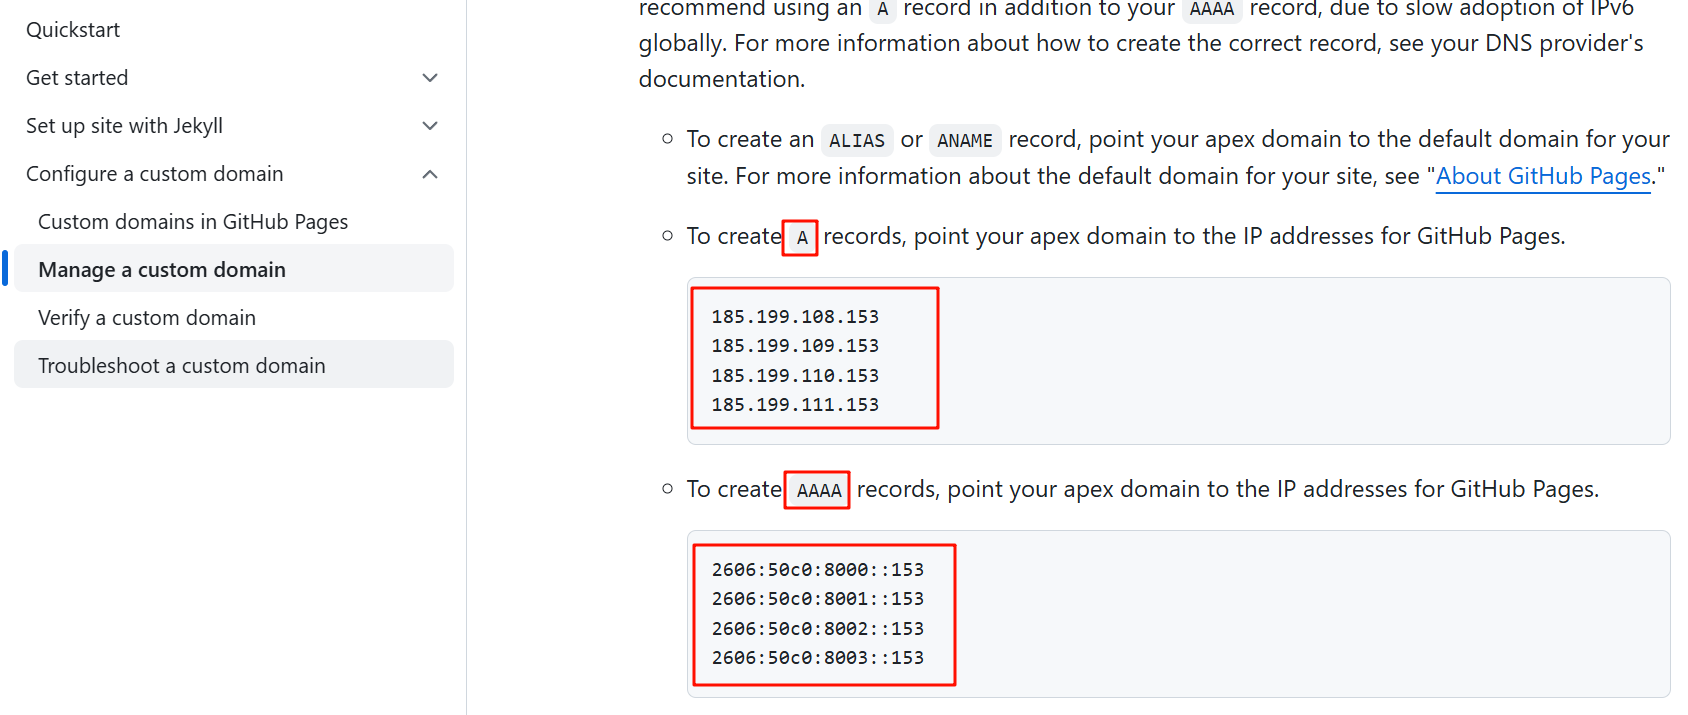 Quickstart
Get started
Set up site with Jekyll
Configure a custom domain
Custom domains in GitHub Pages
Manage a custom domain
Verify a custom domain
Troubleshoot a custom domain
recommend using an A record in addition to your AAAA record, due to slow adoption of IPv6
globally. For more information about how to create the correct record, see your DNS provider's
documentation.
To create an ALIAS or ANAME record, point your apex domain to the default domain for your
site. For more information about the default domain for your site, see "About GitHub Pages."
To create A records, point your apex domain to the IP addresses for GitHub Pages.
185.199.108.153
185.199.109.153
185.199.110.153
185.199.111.153
To create AAAA records, point your apex domain to the IP addresses for GitHub Pages.
2606:50c0:8000::153
2606:50c0:8001::153
2606:50c0:8002::153
2606:50c0:8003::153